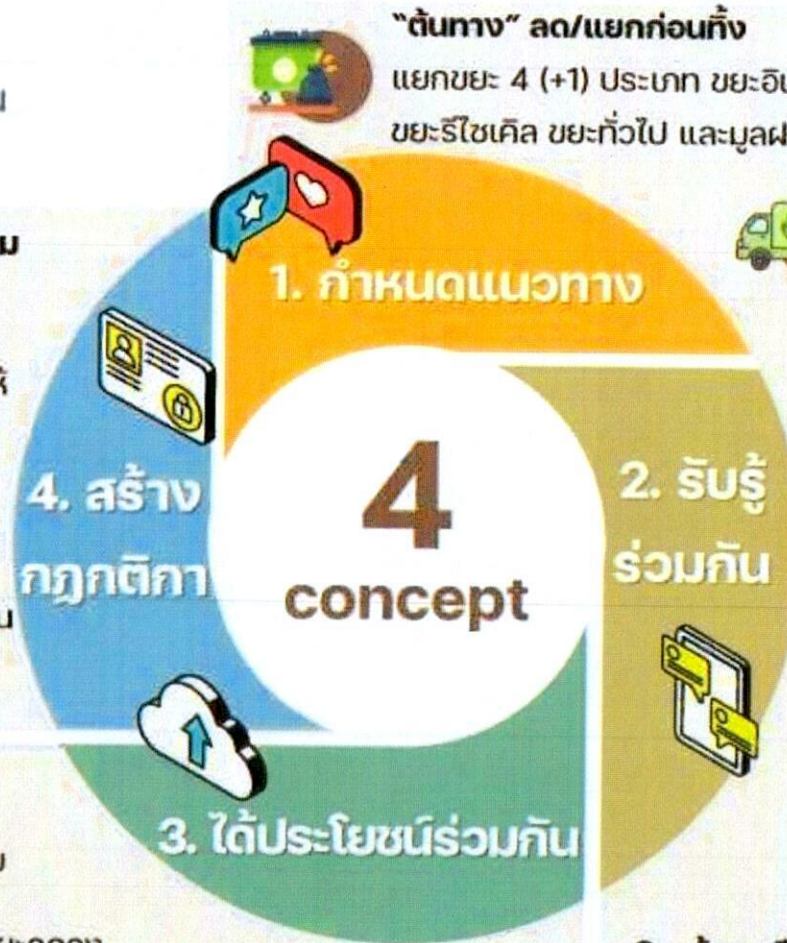 “ต้นทาง” ลด/แยกก่อนทิ้ง
แยกขยะ 4 (+1) ประเภท
ขยะรีไซเคิล ขยะทั่วไป
1. กำหนดแนวทาง
2. รับรู้
ร่วมกัน
4
concept
4. สร้าง
กฎกติกา
3. ได้ประโยชน์ร่วมกัน